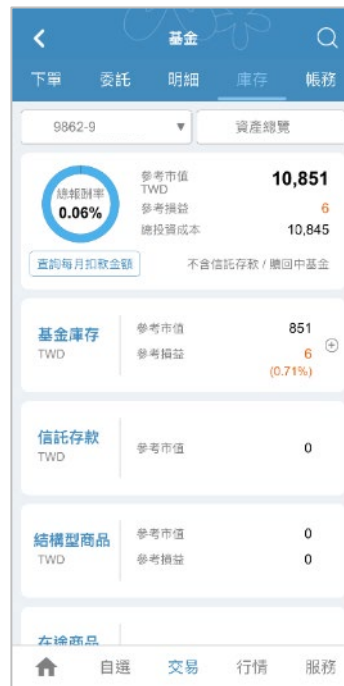 基金
下單 委託 明細 庫存 帳務
9862-9 ▼ 資產總覽
總報酬率
0.06%
參考市值
TWD
10,851
參考損益 6
總投資成本 10,845
查詢每月扣款金額 不含信託存款 / 贖回中基金
基金庫存
TWD
參考市值 851
參考損益 6
(0.71%)
信託存款
TWD
參考市值 0
結構型商品
TWD
參考市值 0
參考損益 0
在途商品
自選 交易 行情 服務